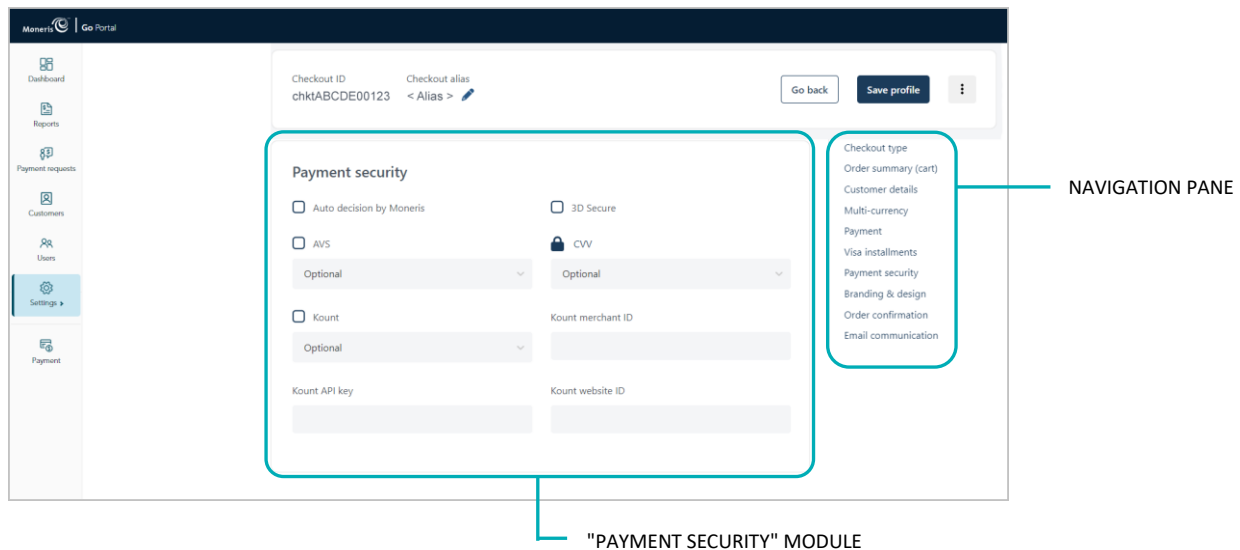 Moneris Go Portal
Dashboard
Reports
Payment requests
Customers
Users
Settings
Payment
Checkout ID Checkout alias
chktABCDE00123 < Alias >
Go back Save profile
Payment security
Auto decision by Moneris 3D Secure
AVS CVV
Optional Optional
Kount Kount merchant ID
Optional
Kount API key Kount website ID
Checkout type
Order summary (cart)
Customer details
Multi-currency
Payment
Visa installments
Payment security
Branding & design
Order confirmation
Email communication
NAVIGATION PANE
"PAYMENT SECURITY" MODULE